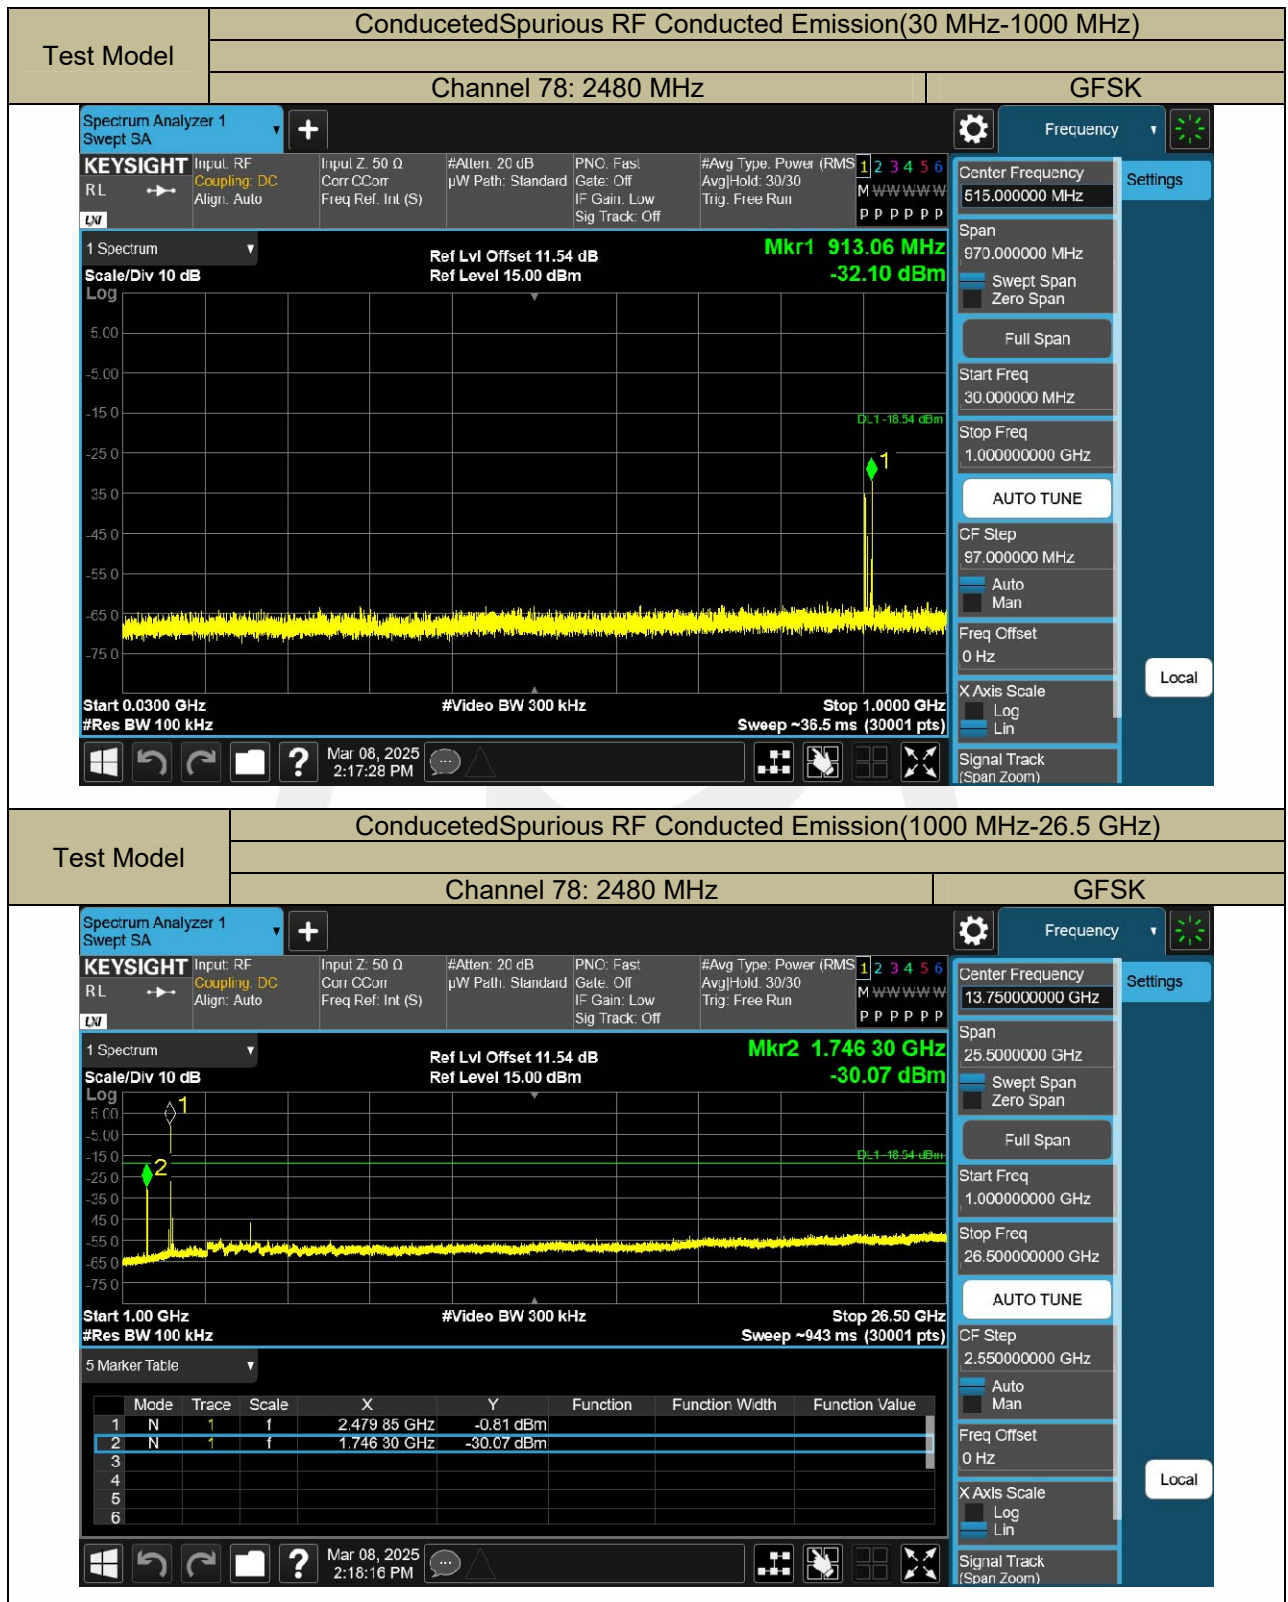 Test Model
ConducetedSpurious RF Conducted Emission(30 MHz-1000 MHz)
Channel 78: 2480 MHz
GFSK
Spectrum Analyzer 1
Swept SA
Frequency
KEYSIGHT
RL
LXI
Input: RF
Coupling: DC
Align: Auto
Input Z: 50 Ω
Corr CCorr
Freq Ref: Int (S)
#Atten: 20 dB
µW Path: Standard
PNO: Fast
Gate: Off
IF Gain: Low
Sig Track: Off
#Avg Type: Power (RMS
Avg|Hold: 30/30
Trig: Free Run
1 2 3 4 5 6
M W W W W W
P P P P P P
1 Spectrum
Scale/Div 10 dB
Log
Ref Lvl Offset 11.54 dB
Ref Level 15.00 dBm
Mkr1 913.06 MHz
-32.10 dBm
5.00
-5.00
-15.0
DL1 -18.54 dBm
1
-25.0
-35.0
-45.0
-55.0
-65.0
-75.0
Start 0.0300 GHz
#Res BW 100 kHz
#Video BW 300 kHz
Stop 1.0000 GHz
Sweep ~36.5 ms (30001 pts)
Mar 08, 2025
2:17:28 PM
Center Frequency
515.000000 MHz
Settings
Span
970.000000 MHz
Swept Span
Zero Span
Full Span
Start Freq
30.000000 MHz
Stop Freq
1.000000000 GHz
AUTO TUNE
CF Step
97.000000 MHz
Auto
Man
Freq Offset
0 Hz
Local
X Axis Scale
Log
Lin
Signal Track
(Span Zoom)
Test Model
ConducetedSpurious RF Conducted Emission(1000 MHz-26.5 GHz)
Channel 78: 2480 MHz
GFSK
Spectrum Analyzer 1
Swept SA
Frequency
KEYSIGHT
RL
LXI
Input: RF
Coupling: DC
Align: Auto
Input Z: 50 Ω
Corr CCorr
Freq Ref: Int (S)
#Atten: 20 dB
µW Path: Standard
PNO: Fast
Gate: Off
IF Gain: Low
Sig Track: Off
#Avg Type: Power (RMS
Avg|Hold: 30/30
Trig: Free Run
1 2 3 4 5 6
M W W W W W
P P P P P P
1 Spectrum
Scale/Div 10 dB
Log
Ref Lvl Offset 11.54 dB
Ref Level 15.00 dBm
Mkr2 1.746 30 GHz
-30.07 dBm
1
5.00
-5.00
-15.0
DL1 -18.54 dBm
2
-25.0
-35.0
-45.0
-55.0
-65.0
-75.0
Start 1.00 GHz
#Res BW 100 kHz
#Video BW 300 kHz
Stop 26.50 GHz
Sweep ~943 ms (30001 pts)
5 Marker Table
Mode Trace Scale X Y Function Function Width Function Value
1 N 1 f 2.479 85 GHz -0.81 dBm
2 N 1 f 1.746 30 GHz -30.07 dBm
3
4
5
6
Mar 08, 2025
2:18:16 PM
Center Frequency
13.750000000 GHz
Settings
Span
25.5000000 GHz
Swept Span
Zero Span
Full Span
Start Freq
1.000000000 GHz
Stop Freq
26.500000000 GHz
AUTO TUNE
CF Step
2.550000000 GHz
Auto
Man
Freq Offset
0 Hz
Local
X Axis Scale
Log
Lin
Signal Track
(Span Zoom)